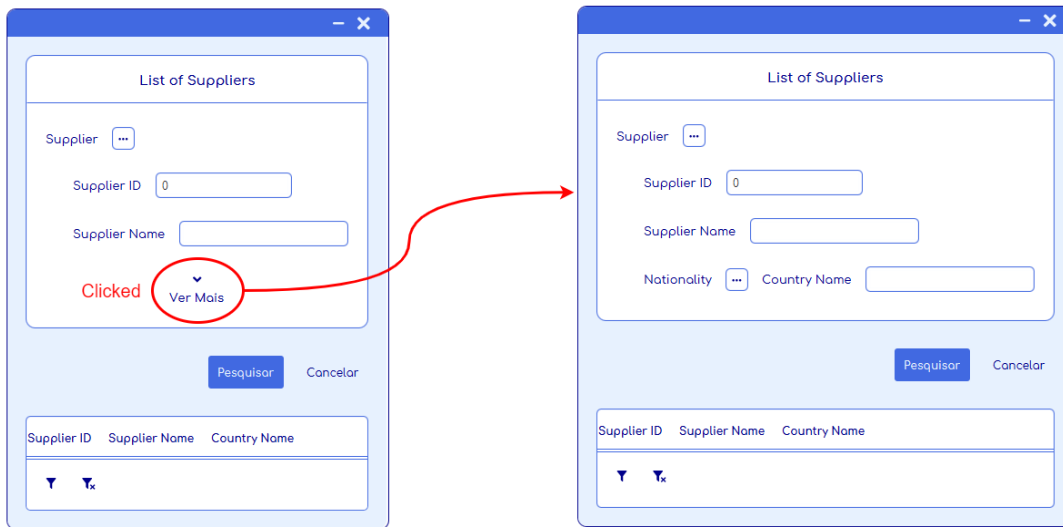 List of Suppliers
Supplier ...
Supplier ID 0
Supplier Name
Clicked
Ver Mais
Pesquisar Cancelar
Supplier ID Supplier Name Country Name
List of Suppliers
Supplier ...
Supplier ID 0
Supplier Name
Nationality ... Country Name
Pesquisar Cancelar
Supplier ID Supplier Name Country Name